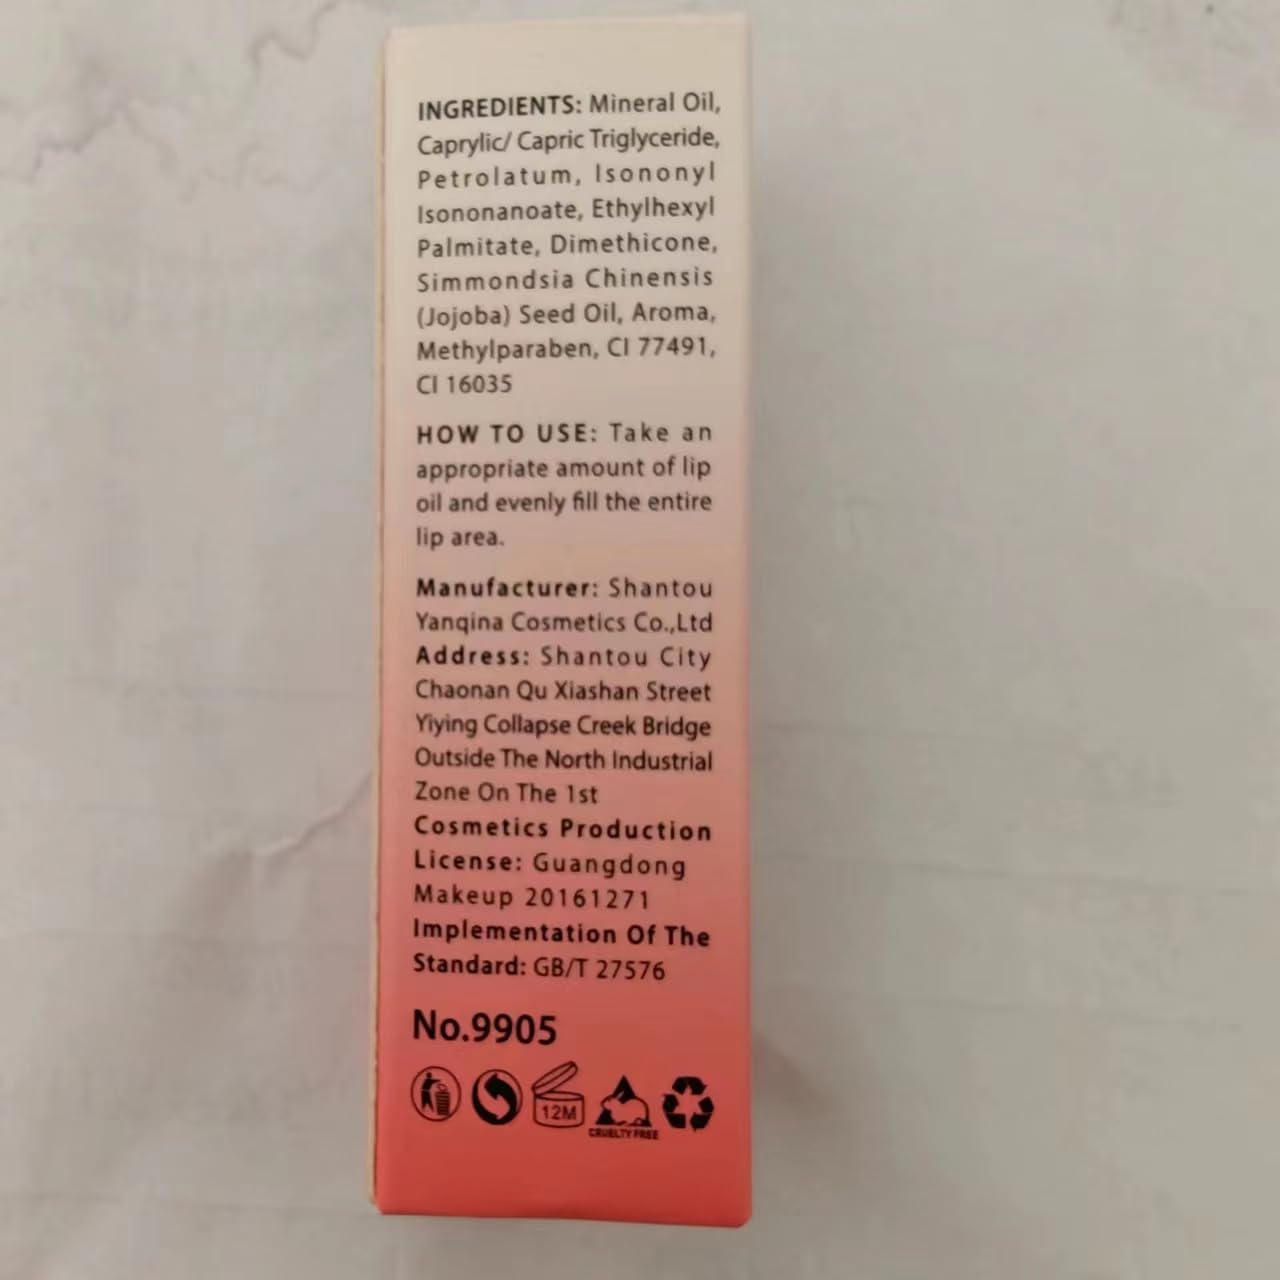 INGREDIENTS: Mineral Oil,
Caprylic/ Capric Triglyceride,
Petrolatum, Isononyl
Isononanoate, Ethylhexyl
Palmitate, Dimethicone,
Simmondsia Chinensis
(Jojoba) Seed Oil, Aroma,
Methylparaben, CI 77491,
CI 16035
HOW TO USE: Take an
appropriate amount of lip
oil and evenly fill the entire
lip area.
Manufacturer: Shantou
Yanqina Cosmetics Co.,Ltd
Address: Shantou City
Chaonan Qu Xiashan Street
Yiying Collapse Creek Bridge
Outside The North Industrial
Zone On The 1st
Cosmetics Production
License: Guangdong
Makeup 20161271
Implementation Of The
Standard: GB/T 27576
No.9905
12M
CRUELTY FREE